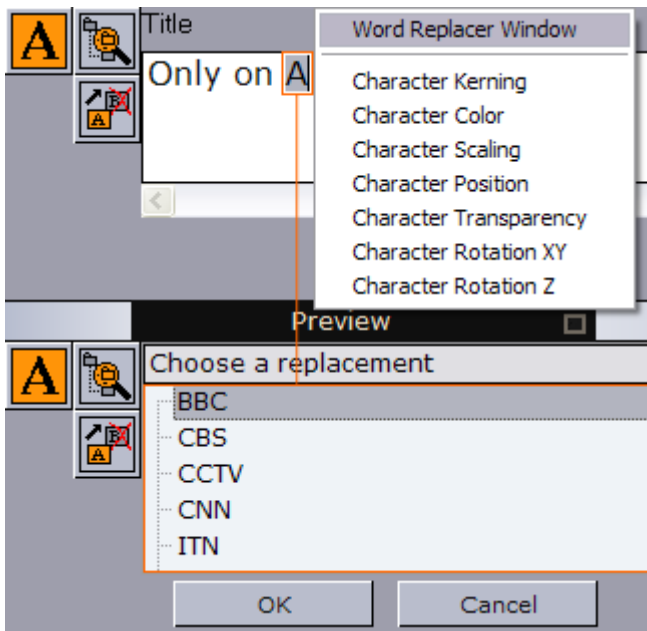 Title
Only on A
Word Replacer Window
Character Kerning
Character Color
Character Scaling
Character Position
Character Transparency
Character Rotation XY
Character Rotation Z
Preview
Choose a replacement
BBC
CBS
CCTV
CNN
ITN
OK Cancel